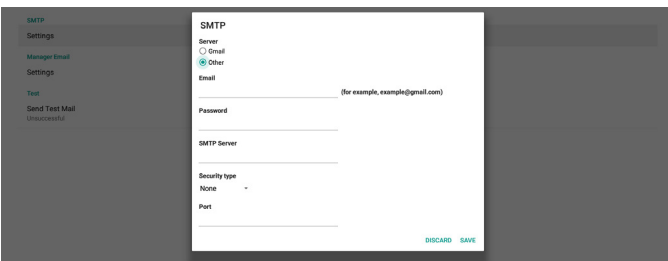 SMTP
Settings
Manager Email
Settings
Test
Send Test Mail
Unsuccessful
SMTP
Server
Gmail
Other
Email
(for example, example@gmail.com)
Password
SMTP Server
Security type
None
Port
DISCARD SAVE